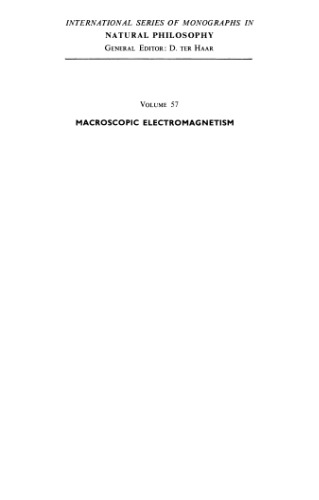 INTERNATIONAL SERIES OF MONOGRAPHS IN
NATURAL PHILOSOPHY
GENERAL EDITOR: D. TER HAAR
VOLUME 57
MACROSCOPIC ELECTROMAGNETISM